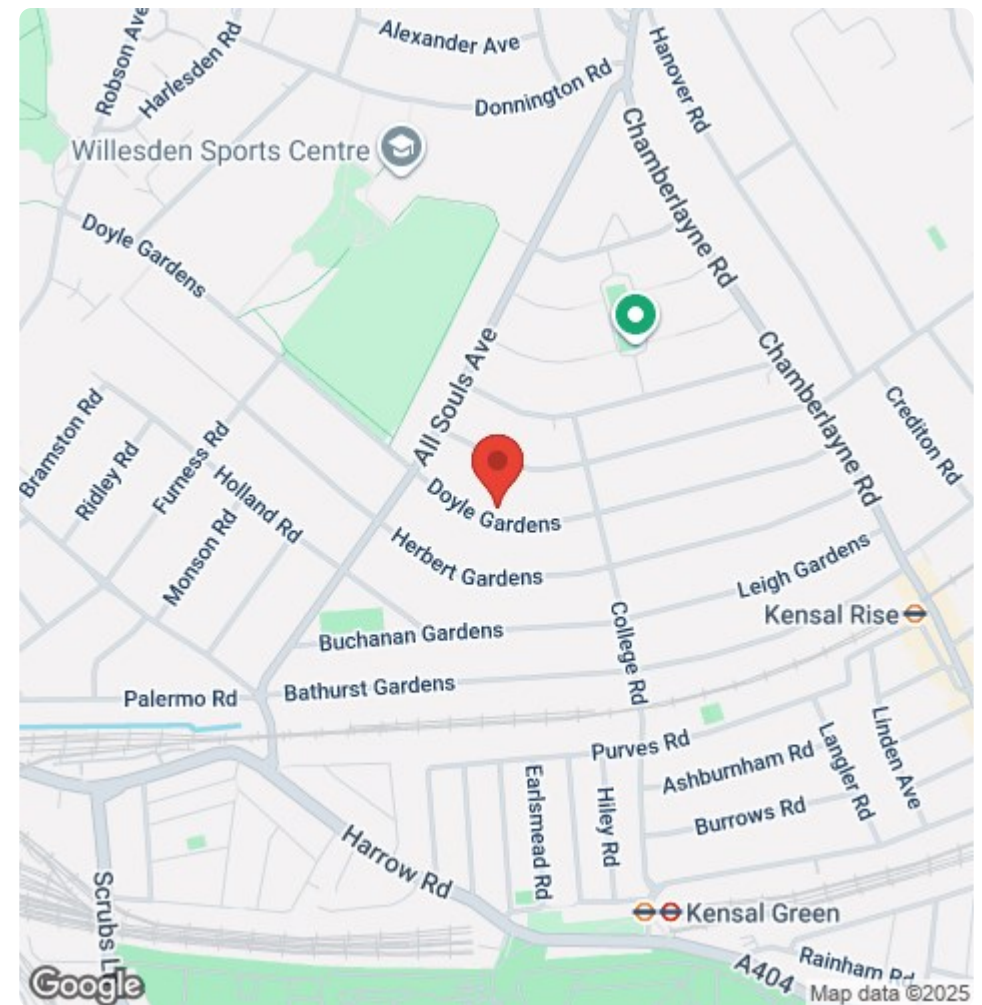 Robson Ave
Harlesden Rd
Alexander Ave
Donnington Rd
Hanover Rd
Willesden Sports Centre
Chamberlayne Rd
Doyle Gardens
All Souls Ave
Chamberlayne Rd
Crediton Rd
Bramston Rd
Ridley Rd
Furness Rd
Holland Rd
Monson Rd
Doyle Gardens
Herbert Gardens
Leigh Gardens
Kensal Rise
Buchanan Gardens
College Rd
Bathurst Gardens
Palermo Rd
Purves Rd
Ashburnham Rd
Langler Rd
Linden Ave
Burrows Rd
Earlsmead Rd
Hiley Rd
Harrow Rd
Scrubs L
Kensal Green
A404
Rainham Rd
Google
Map data ©2025